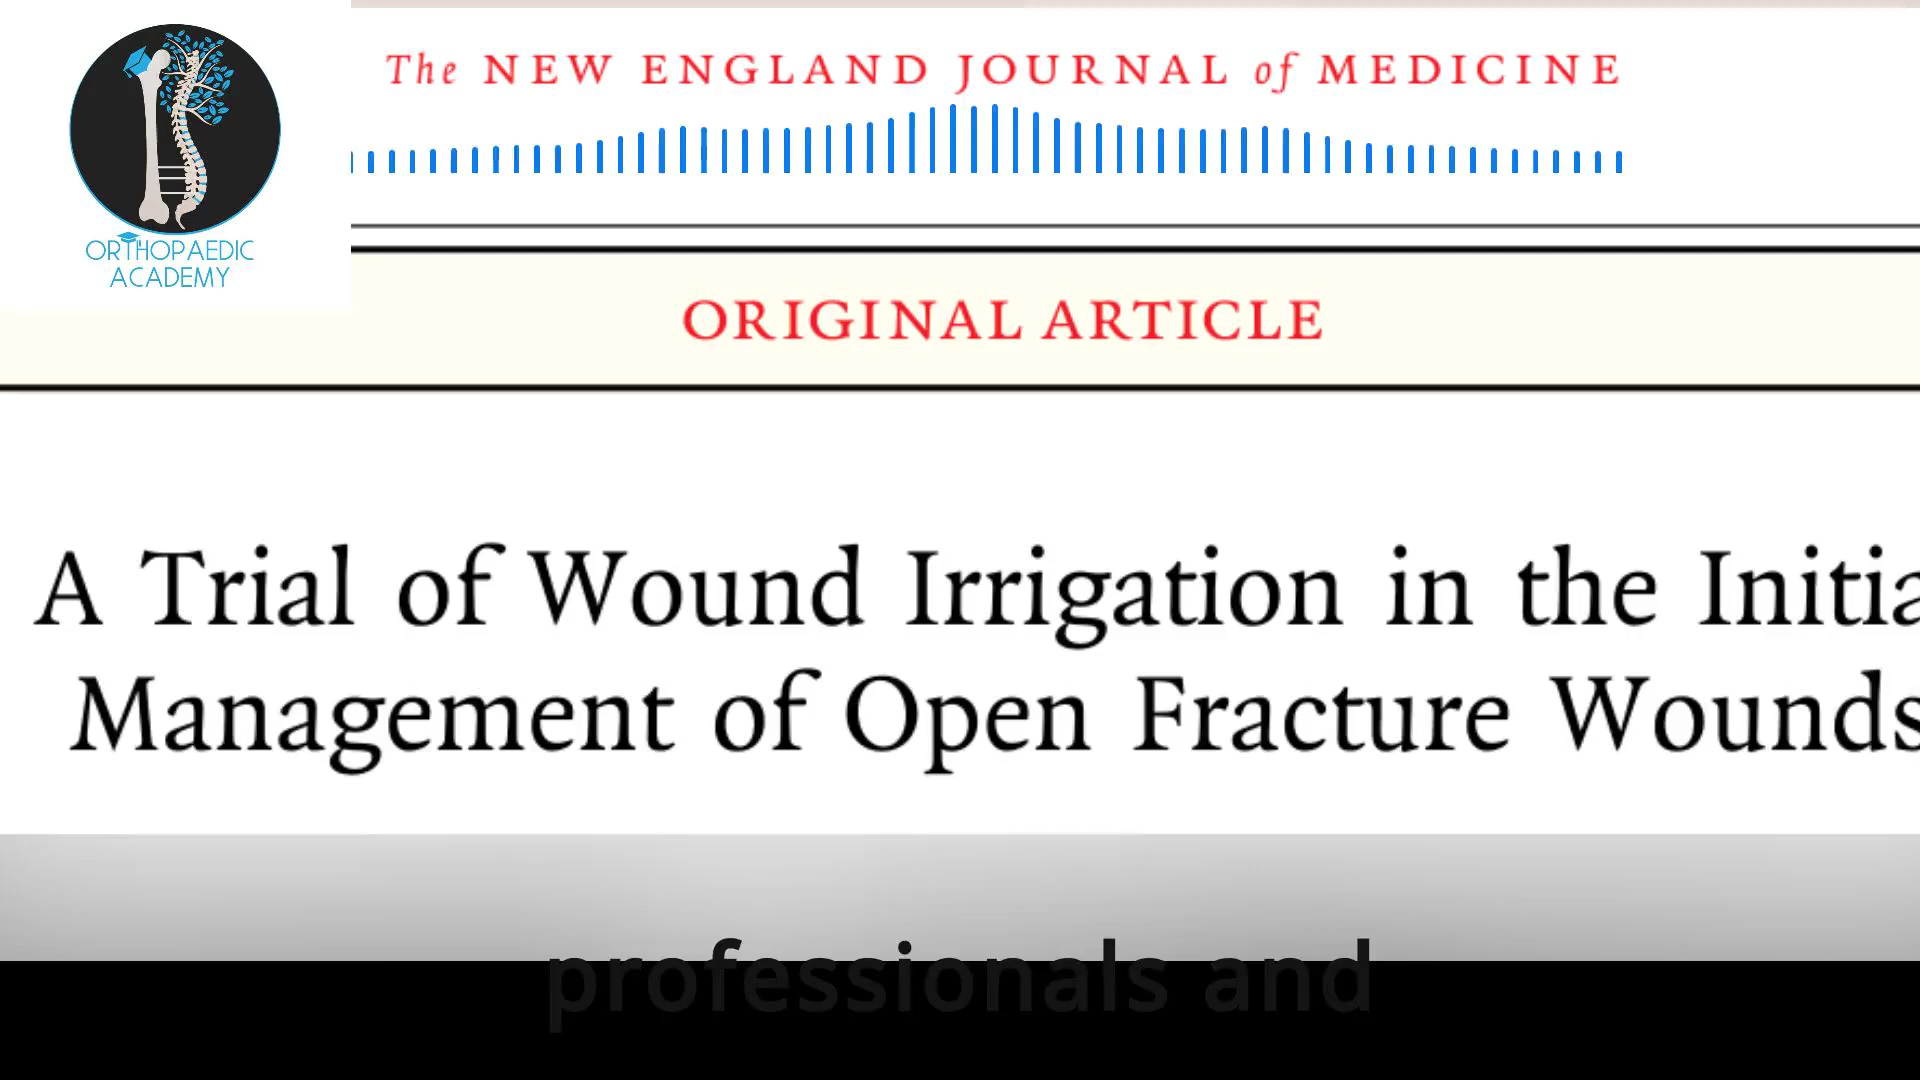 The NEW ENGLAND JOURNAL of MEDICINE
ORTHOPAEDIC
ACADEMY
ORIGINAL ARTICLE
A Trial of Wound Irrigation in the Initia
Management of Open Fracture Wounds
professionals and